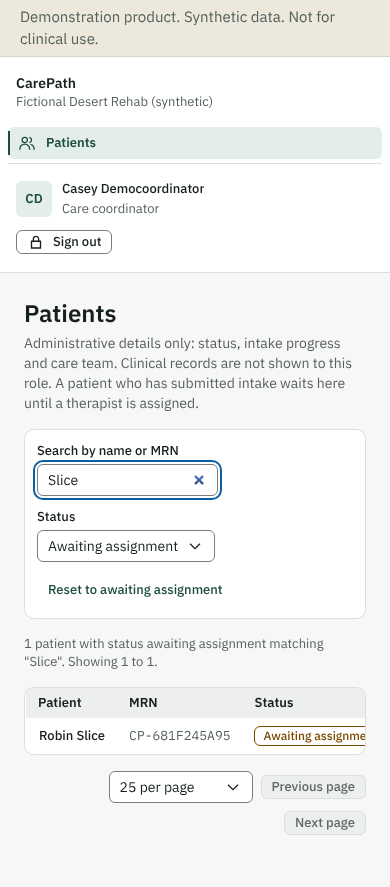 Demonstration product. Synthetic data. Not for
clinical use.
CarePath
Fictional Desert Rehab (synthetic)
Patients
CD
Casey Democoordinator
Care coordinator
Sign out
Patients
Administrative details only: status, intake progress
and care team. Clinical records are not shown to this
role. A patient who has submitted intake waits here
until a therapist is assigned.
Search by name or MRN
Slice
Status
Awaiting assignment
Reset to awaiting assignment
1 patient with status awaiting assignment matching
"Slice". Showing 1 to 1.
Patient MRN Status
Robin Slice CP-681F245A95 Awaiting assignme
25 per page
Previous page
Next page